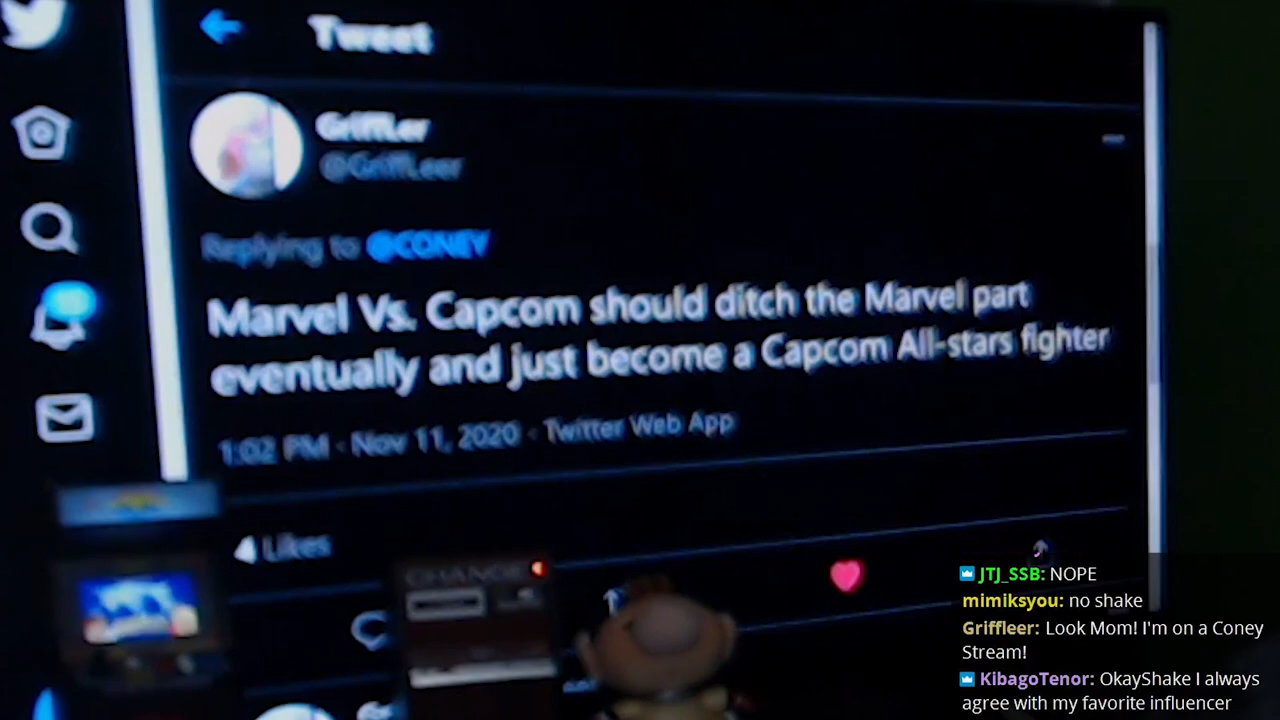 Tweet
GriffLer
@GriffLeer
Replying to @CONEY
Marvel Vs. Capcom should ditch the Marvel part
eventually and just become a Capcom All-stars fighter
1:02 PM · Nov 11, 2020 · Twitter Web App
4 Likes
CHANGE
JTJ_SSB: NOPE
mimiksyou: no shake
Griffleer: Look Mom! I'm on a Coney
Stream!
KibagoTenor: OkayShake I always
agree with my favorite influencer